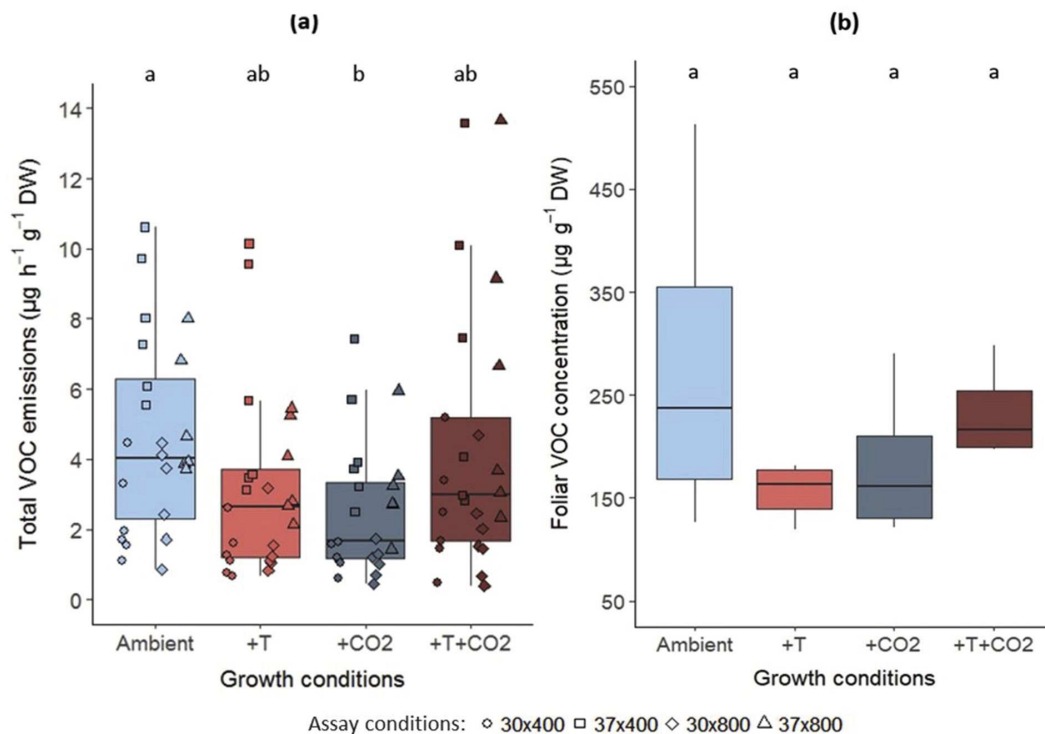 (a)
a ab b ab
Total VOC emissions (µg h⁻¹ g⁻¹ DW)
14
12
10
8
6
4
2
0
Ambient +T +CO2 +T+CO2
Growth conditions
(b)
a a a a
Foliar VOC concentration (µg g⁻¹ DW)
550
450
350
250
150
50
Ambient +T +CO2 +T+CO2
Growth conditions
Assay conditions: 30x400 37x400 30x800 37x800